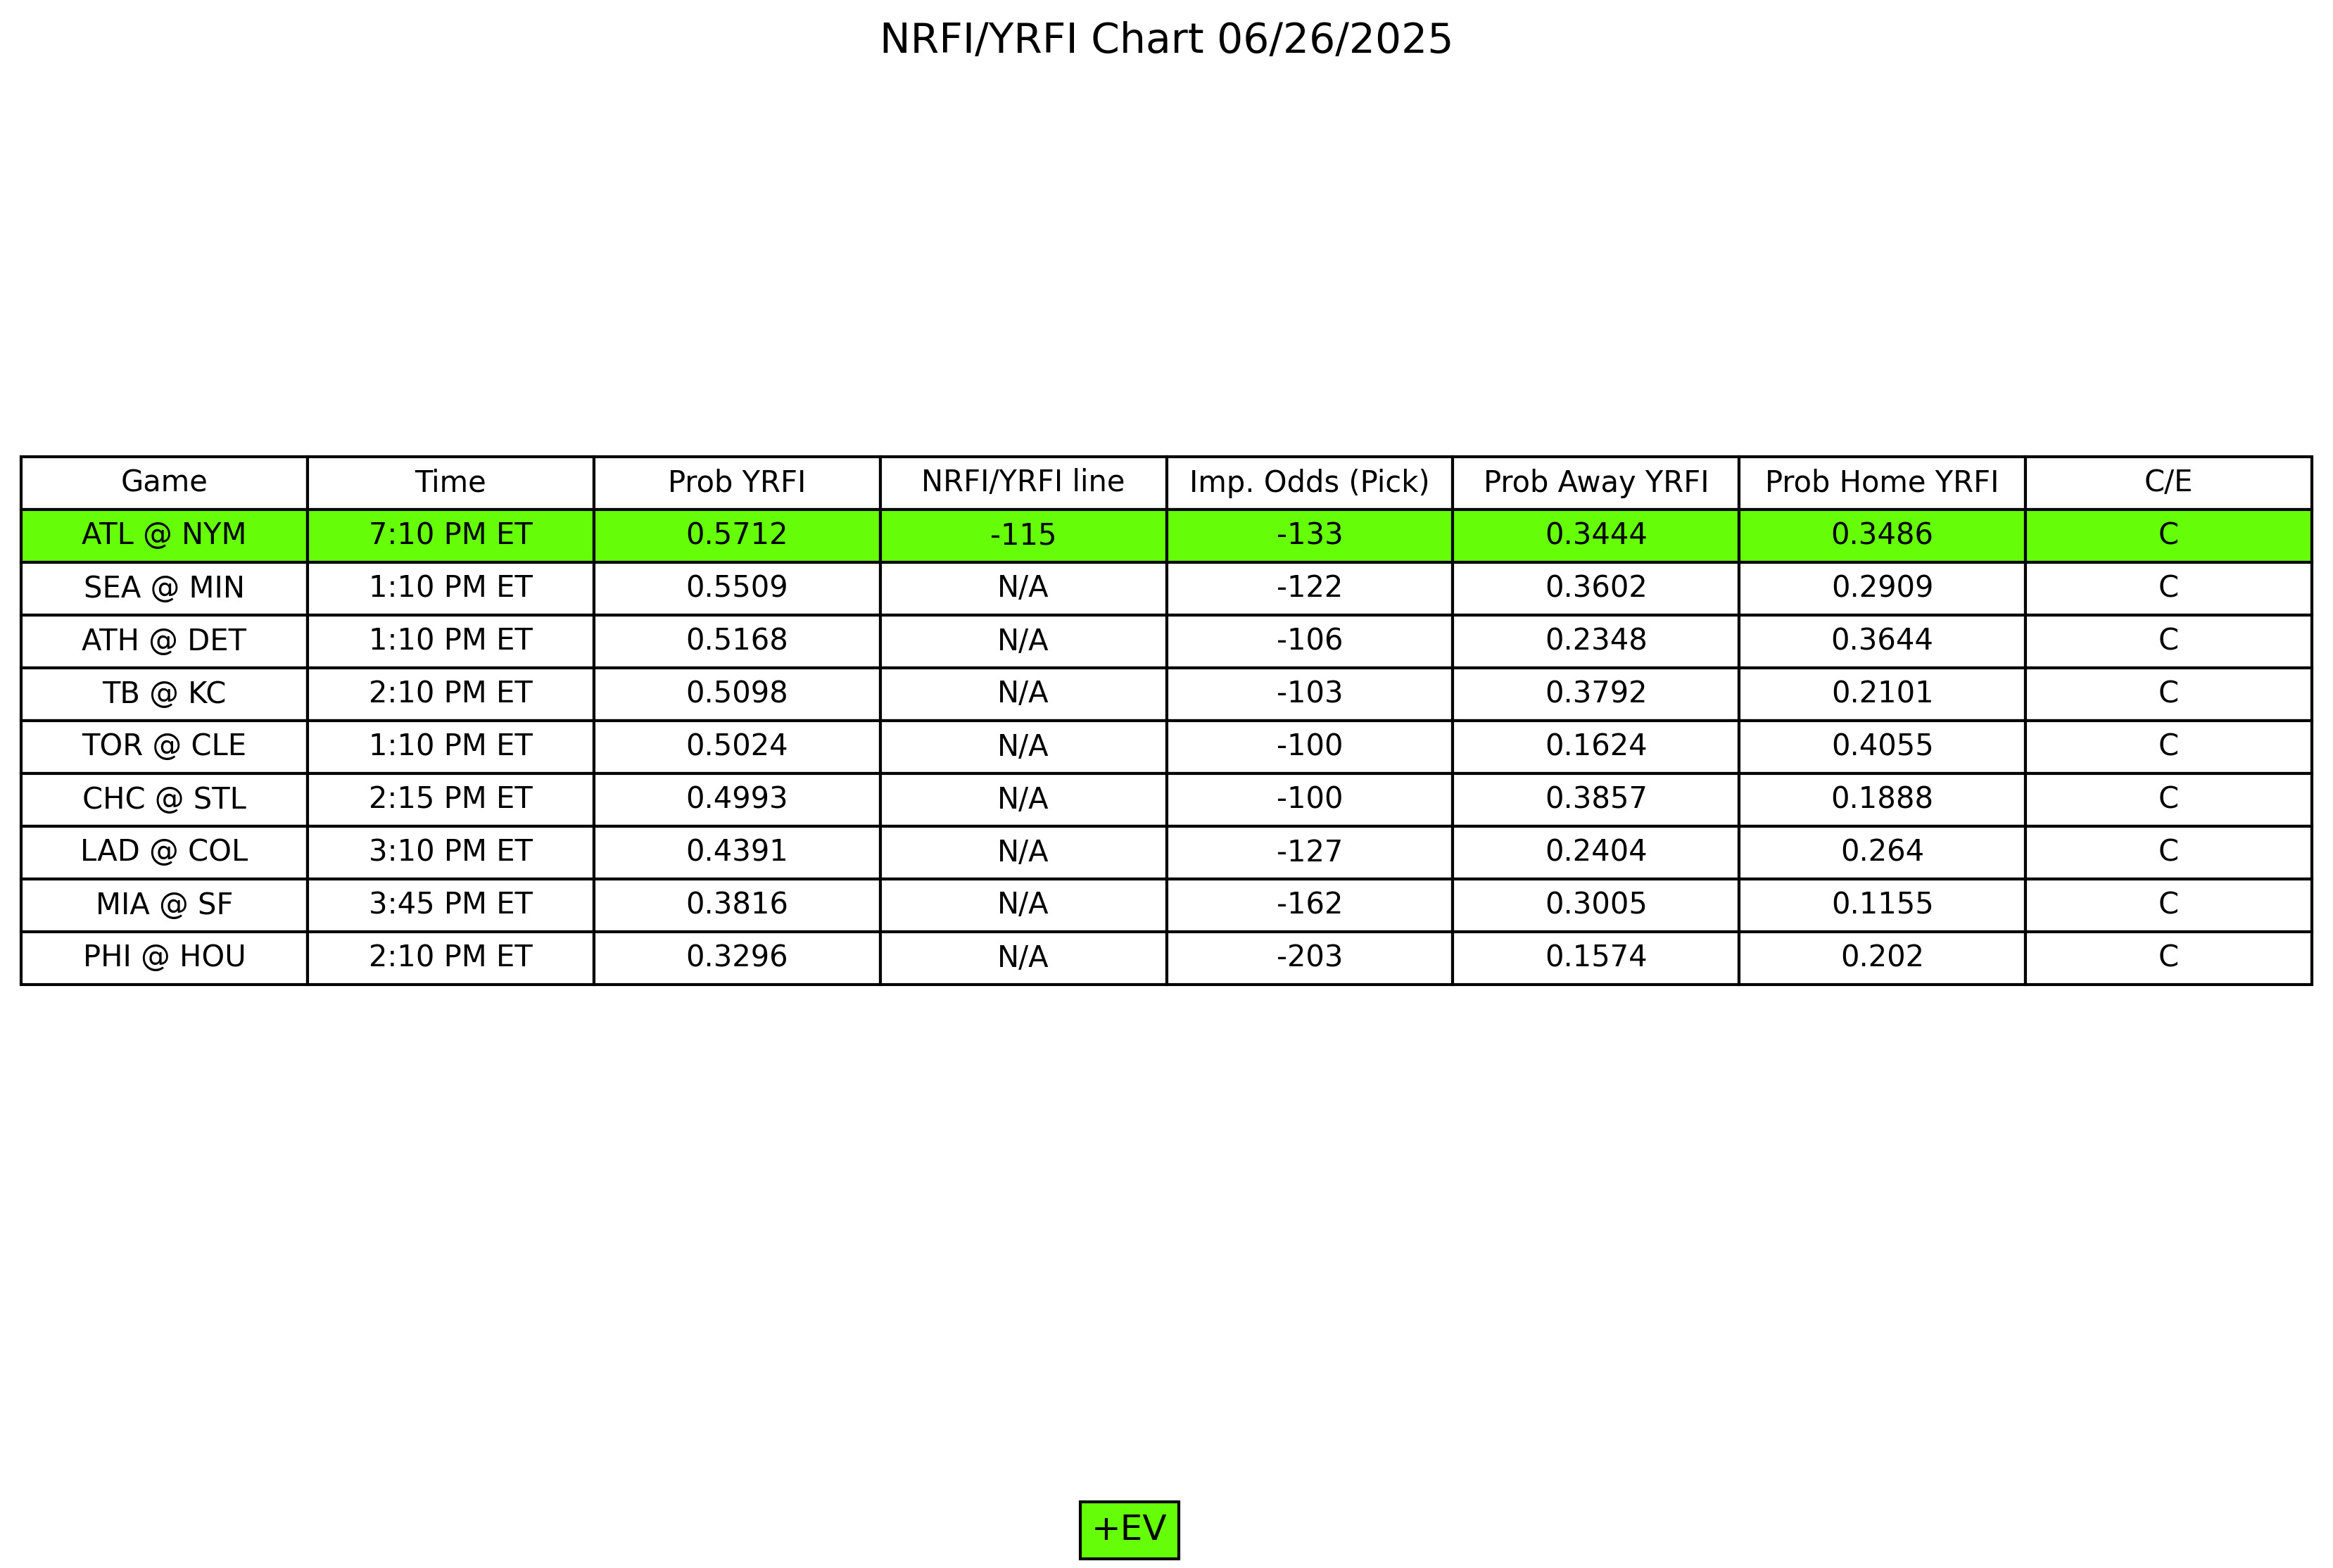 NRFI/YRFI Chart 06/26/2025
Game Time Prob YRFI NRFI/YRFI line Imp. Odds (Pick) Prob Away YRFI Prob Home YRFI C/E
ATL @ NYM 7:10 PM ET 0.5712 -115 -133 0.3444 0.3486 C
SEA @ MIN 1:10 PM ET 0.5509 N/A -122 0.3602 0.2909 C
ATH @ DET 1:10 PM ET 0.5168 N/A -106 0.2348 0.3644 C
TB @ KC 2:10 PM ET 0.5098 N/A -103 0.3792 0.2101 C
TOR @ CLE 1:10 PM ET 0.5024 N/A -100 0.1624 0.4055 C
CHC @ STL 2:15 PM ET 0.4993 N/A -100 0.3857 0.1888 C
LAD @ COL 3:10 PM ET 0.4391 N/A -127 0.2404 0.264 C
MIA @ SF 3:45 PM ET 0.3816 N/A -162 0.3005 0.1155 C
PHI @ HOU 2:10 PM ET 0.3296 N/A -203 0.1574 0.202 C
+EV